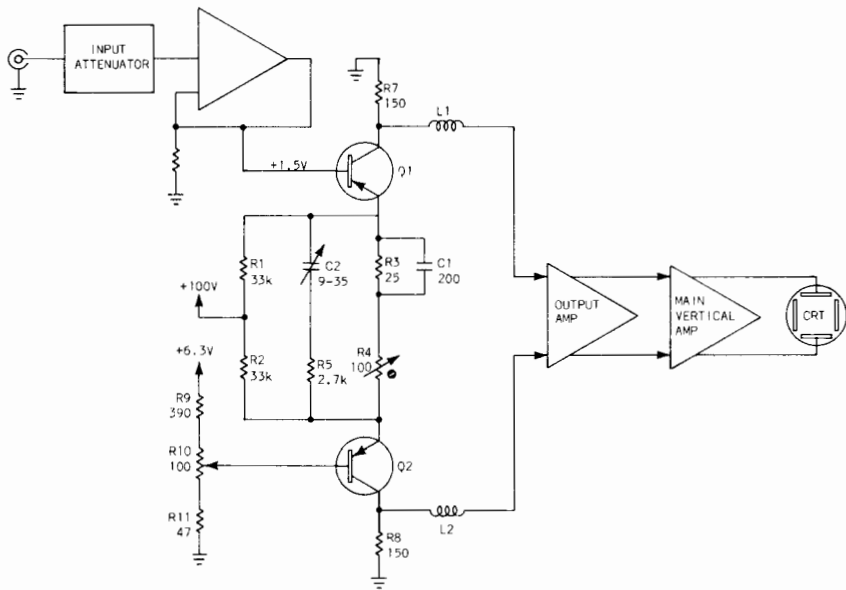 INPUT
ATTENUATOR
R7
150
L1
+1.5V
Q1
R1
33k
C2
9-35
R3
25
C1
200
+100V
+6.3V
R2
33k
R5
2.7k
R4
100
R9
390
R10
100
Q2
R11
47
L2
R8
150
OUTPUT
AMP
MAIN
VERTICAL
AMP
CRT